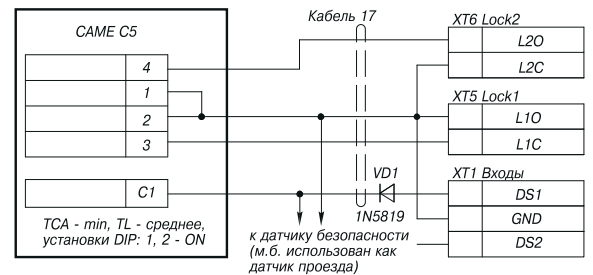 Кабель 17
CAME C5
4
1
2
3
C1
TCA - min, TL - среднее,
установки DIP: 1, 2 - ON
XT6 Lock2
L2O
L2C
XT5 Lock1
L1O
L1C
XT1 Входы
DS1
GND
DS2
VD1
1N5819
к датчику безопасности
(м.б. использован как
датчик проезда)